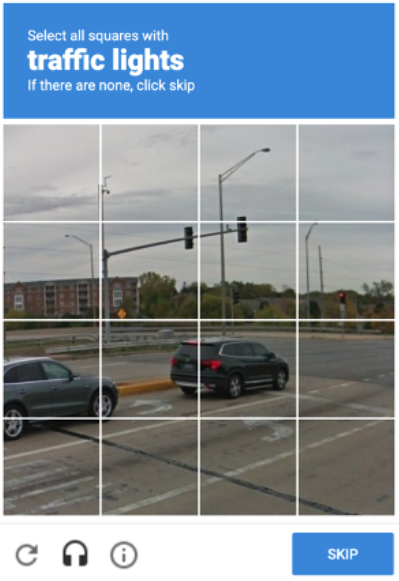 Select all squares with
traffic lights
If there are none, click skip
SKIP